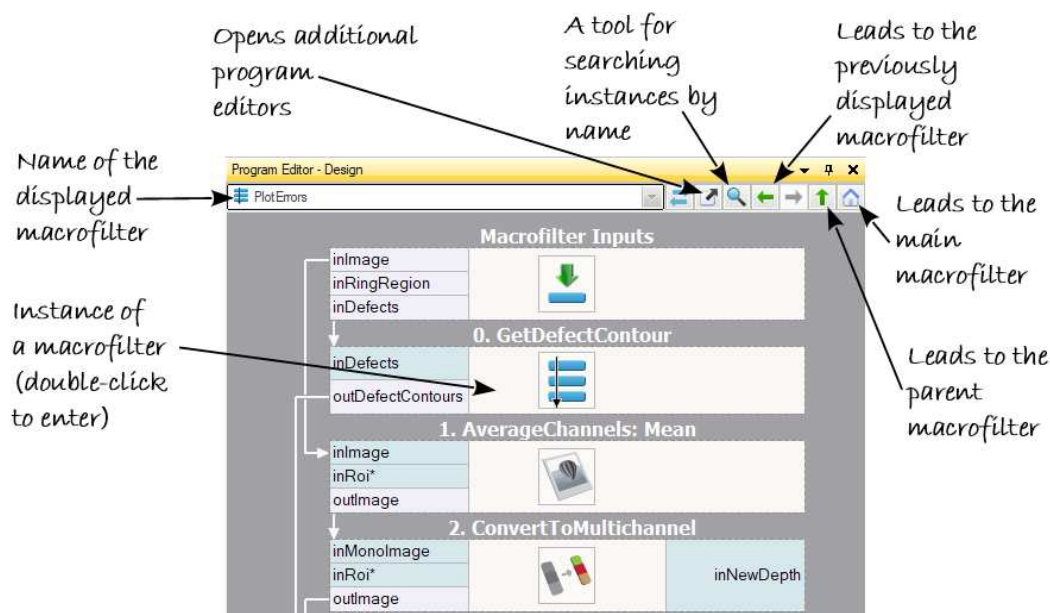 Opens additional
program
editors
A tool for
searching
instances by
name
Leads to the
previously
displayed
macrofilter
Name of the
displayed
macrofilter
Program Editor - Design
PlotErrors
Leads to the
main
macrofilter
Macrofilter Inputs
inImage
inRingRegion
inDefects
Instance of
a macrofilter
(double-click
to enter)
0. GetDefectContour
inDefects
outDefectContours
Leads to the
parent
macrofilter
1. AverageChannels: Mean
inImage
inRoi*
outImage
2. ConvertToMultichannel
inMonoImage
inRoi*
outImage
inNewDepth